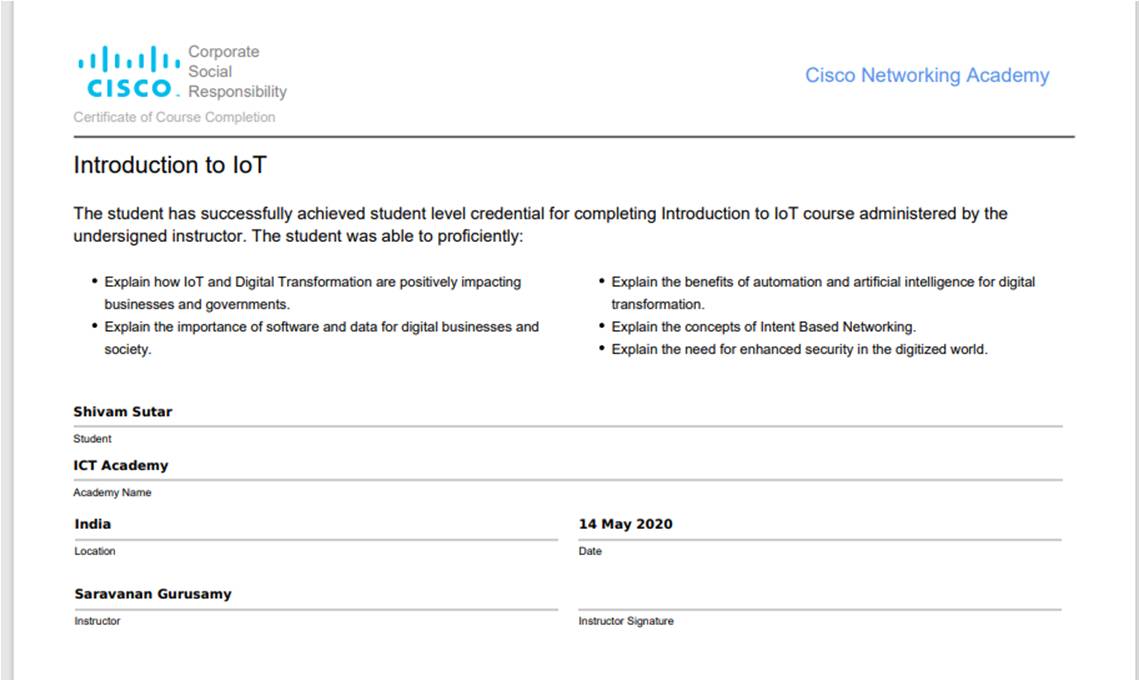 CISCO.
Corporate
Social
Responsibility
Cisco Networking Academy
Certificate of Course Completion
Introduction to IoT
The student has successfully achieved student level credential for completing Introduction to IoT course administered by the
undersigned instructor. The student was able to proficiently:
• Explain how IoT and Digital Transformation are positively impacting
businesses and governments.
• Explain the importance of software and data for digital businesses and
society.
• Explain the benefits of automation and artificial intelligence for digital
transformation.
• Explain the concepts of Intent Based Networking.
• Explain the need for enhanced security in the digitized world.
Shivam Sutar
Student
ICT Academy
Academy Name
India
Location
14 May 2020
Date
Saravanan Gurusamy
Instructor
Instructor Signature